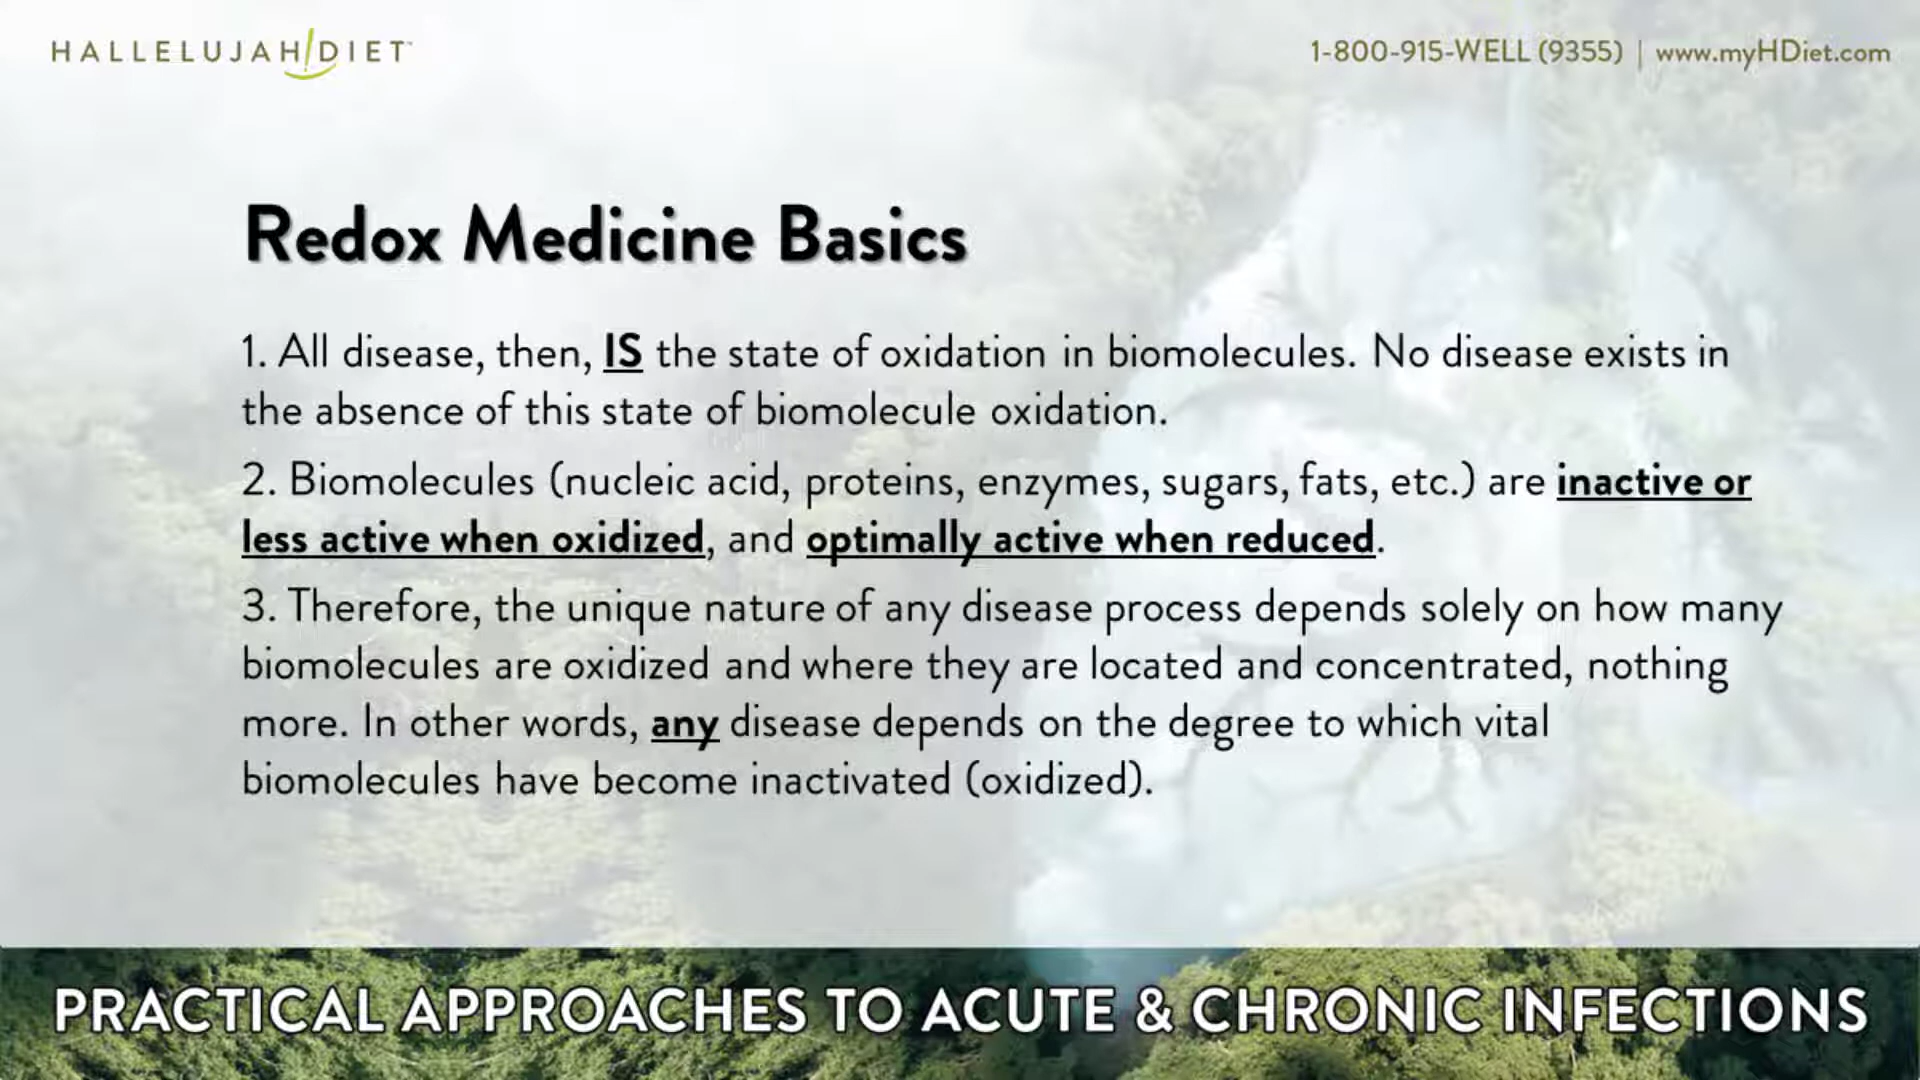 HALLELUJAH DIET™
1-800-915-WELL (9355) | www.myHDiet.com
Redox Medicine Basics
1. All disease, then, IS the state of oxidation in biomolecules. No disease exists in
the absence of this state of biomolecule oxidation.
2. Biomolecules (nucleic acid, proteins, enzymes, sugars, fats, etc.) are inactive or
less active when oxidized, and optimally active when reduced.
3. Therefore, the unique nature of any disease process depends solely on how many
biomolecules are oxidized and where they are located and concentrated, nothing
more. In other words, any disease depends on the degree to which vital
biomolecules have become inactivated (oxidized).
PRACTICAL APPROACHES TO ACUTE & CHRONIC INFECTIONS